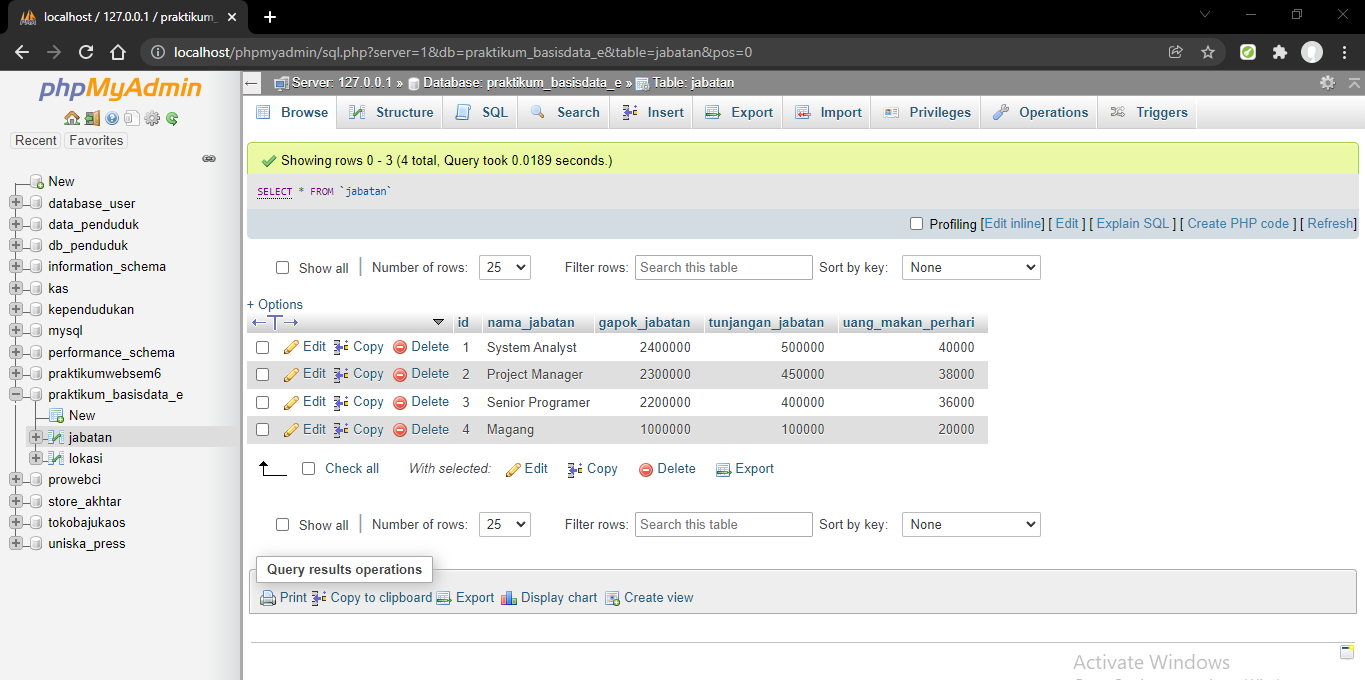 localhost / 127.0.0.1 / praktikum_
localhost/phpmyadmin/sql.php?server=1&db=praktikum_basisdata_e&table=jabatan&pos=0
phpMyAdmin
Recent Favorites
New
database_user
data_penduduk
db_penduduk
information_schema
kas
kependudukan
mysql
performance_schema
praktikumwebsem6
praktikum_basisdata_e
New
jabatan
lokasi
prowebci
store_akhtar
tokobajukaos
uniska_press
Server: 127.0.0.1 » Database: praktikum_basisdata_e » Table: jabatan
Browse Structure SQL Search Insert Export Import Privileges Operations Triggers
Showing rows 0 - 3 (4 total, Query took 0.0189 seconds.)
SELECT * FROM `jabatan`
Profiling [Edit inline] [ Edit ] [ Explain SQL ] [ Create PHP code ] [ Refresh]
Show all | Number of rows: 25 Filter rows: Search this table Sort by key: None
+ Options
←T→ id nama_jabatan gapok_jabatan tunjangan_jabatan uang_makan_perhari
Edit Copy Delete 1 System Analyst 2400000 500000 40000
Edit Copy Delete 2 Project Manager 2300000 450000 38000
Edit Copy Delete 3 Senior Programer 2200000 400000 36000
Edit Copy Delete 4 Magang 1000000 100000 20000
Check all With selected: Edit Copy Delete Export
Show all | Number of rows: 25 Filter rows: Search this table Sort by key: None
Query results operations
Print Copy to clipboard Export Display chart Create view
Activate Windows